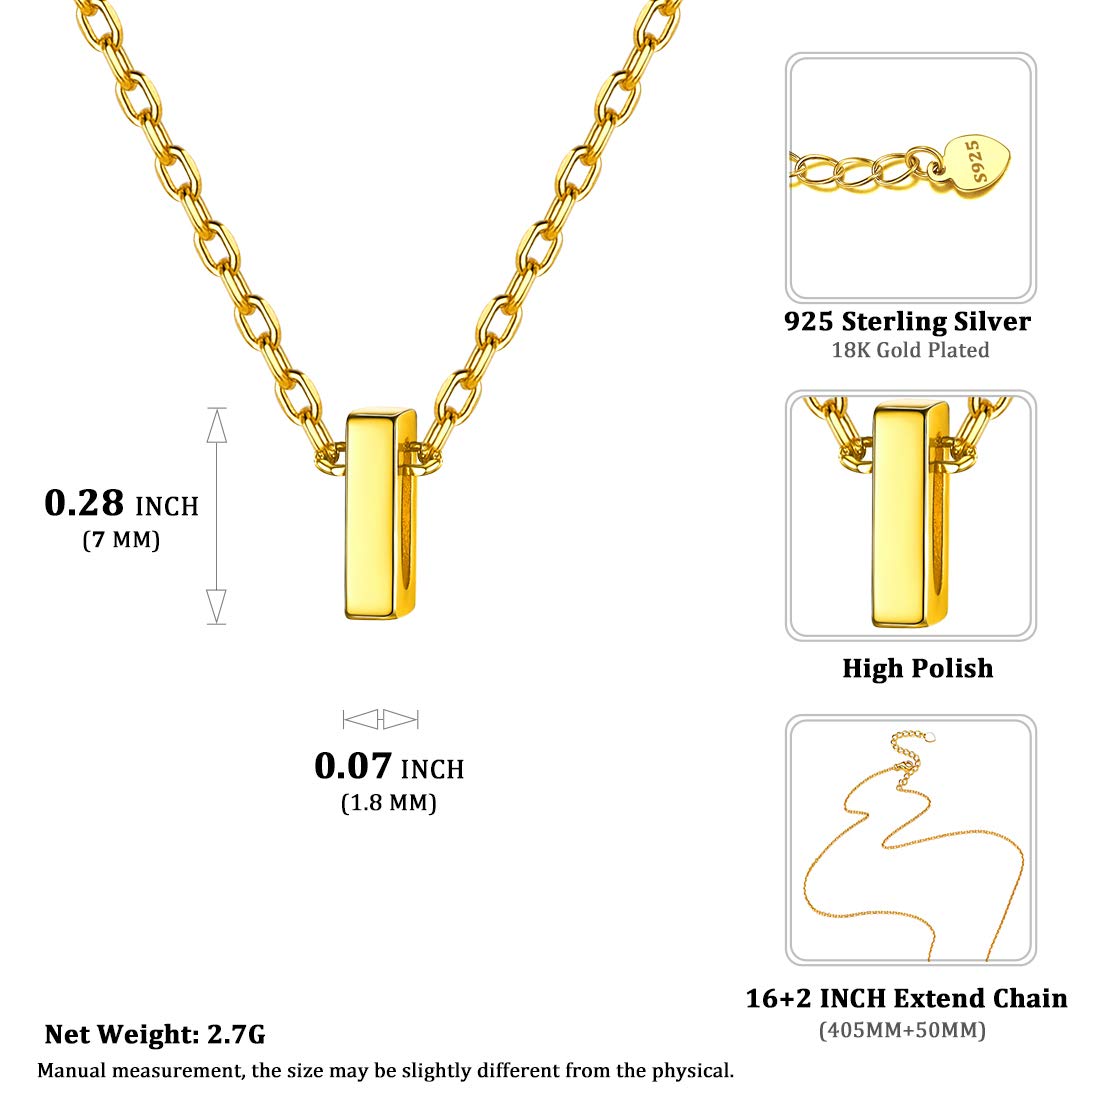 S925
925 Sterling Silver
18K Gold Plated
0.28 INCH
(7 MM)
High Polish
0.07 INCH
(1.8 MM)
16+2 INCH Extend Chain
(405MM+50MM)
Net Weight: 2.7G
Manual measurement, the size may be slightly different from the physical.